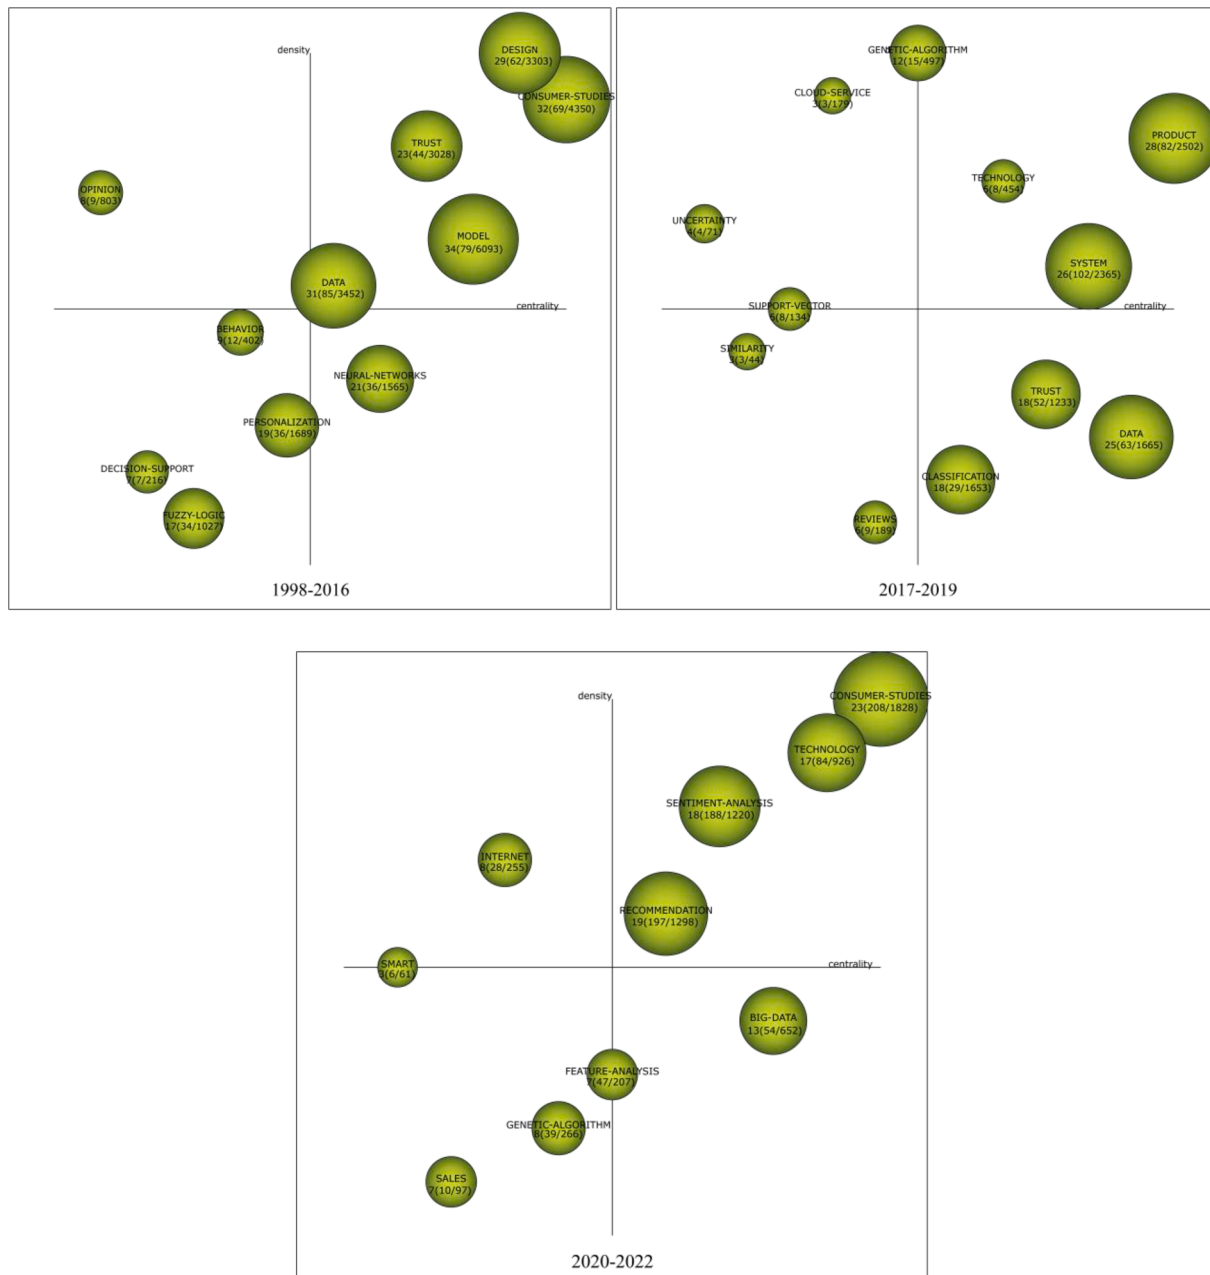 density
DESIGN
29(62/3303)
CONSUMER-STUDIES
32(69/4350)
TRUST
23(44/3028)
OPINION
8(9/803)
MODEL
34(79/6093)
DATA
31(85/3452)
centrality
BEHAVIOR
9(12/402)
NEURAL-NETWORKS
21(36/1565)
PERSONALIZATION
19(36/1689)
DECISION-SUPPORT
7(7/216)
FUZZY-LOGIC
17(34/1027)
1998-2016
GENETIC-ALGORITHM
12(15/497)
CLOUD-SERVICE
3(3/179)
PRODUCT
28(82/2502)
TECHNOLOGY
6(8/454)
UNCERTAINTY
4(4/71)
SYSTEM
26(102/2365)
centrality
SUPPORT-VECTOR
6(8/134)
SIMILARITY
3(3/44)
TRUST
18(52/1233)
DATA
25(63/1665)
CLASSIFICATION
18(29/1653)
REVIEWS
6(9/189)
2017-2019
density
CONSUMER-STUDIES
23(208/1828)
TECHNOLOGY
17(84/926)
SENTIMENT-ANALYSIS
18(188/1220)
INTERNET
8(28/255)
RECOMMENDATION
19(197/1298)
centrality
SMART
3(6/61)
BIG-DATA
13(54/652)
FEATURE-ANALYSIS
7(47/207)
GENETIC-ALGORITHM
8(39/266)
SALES
7(10/97)
2020-2022